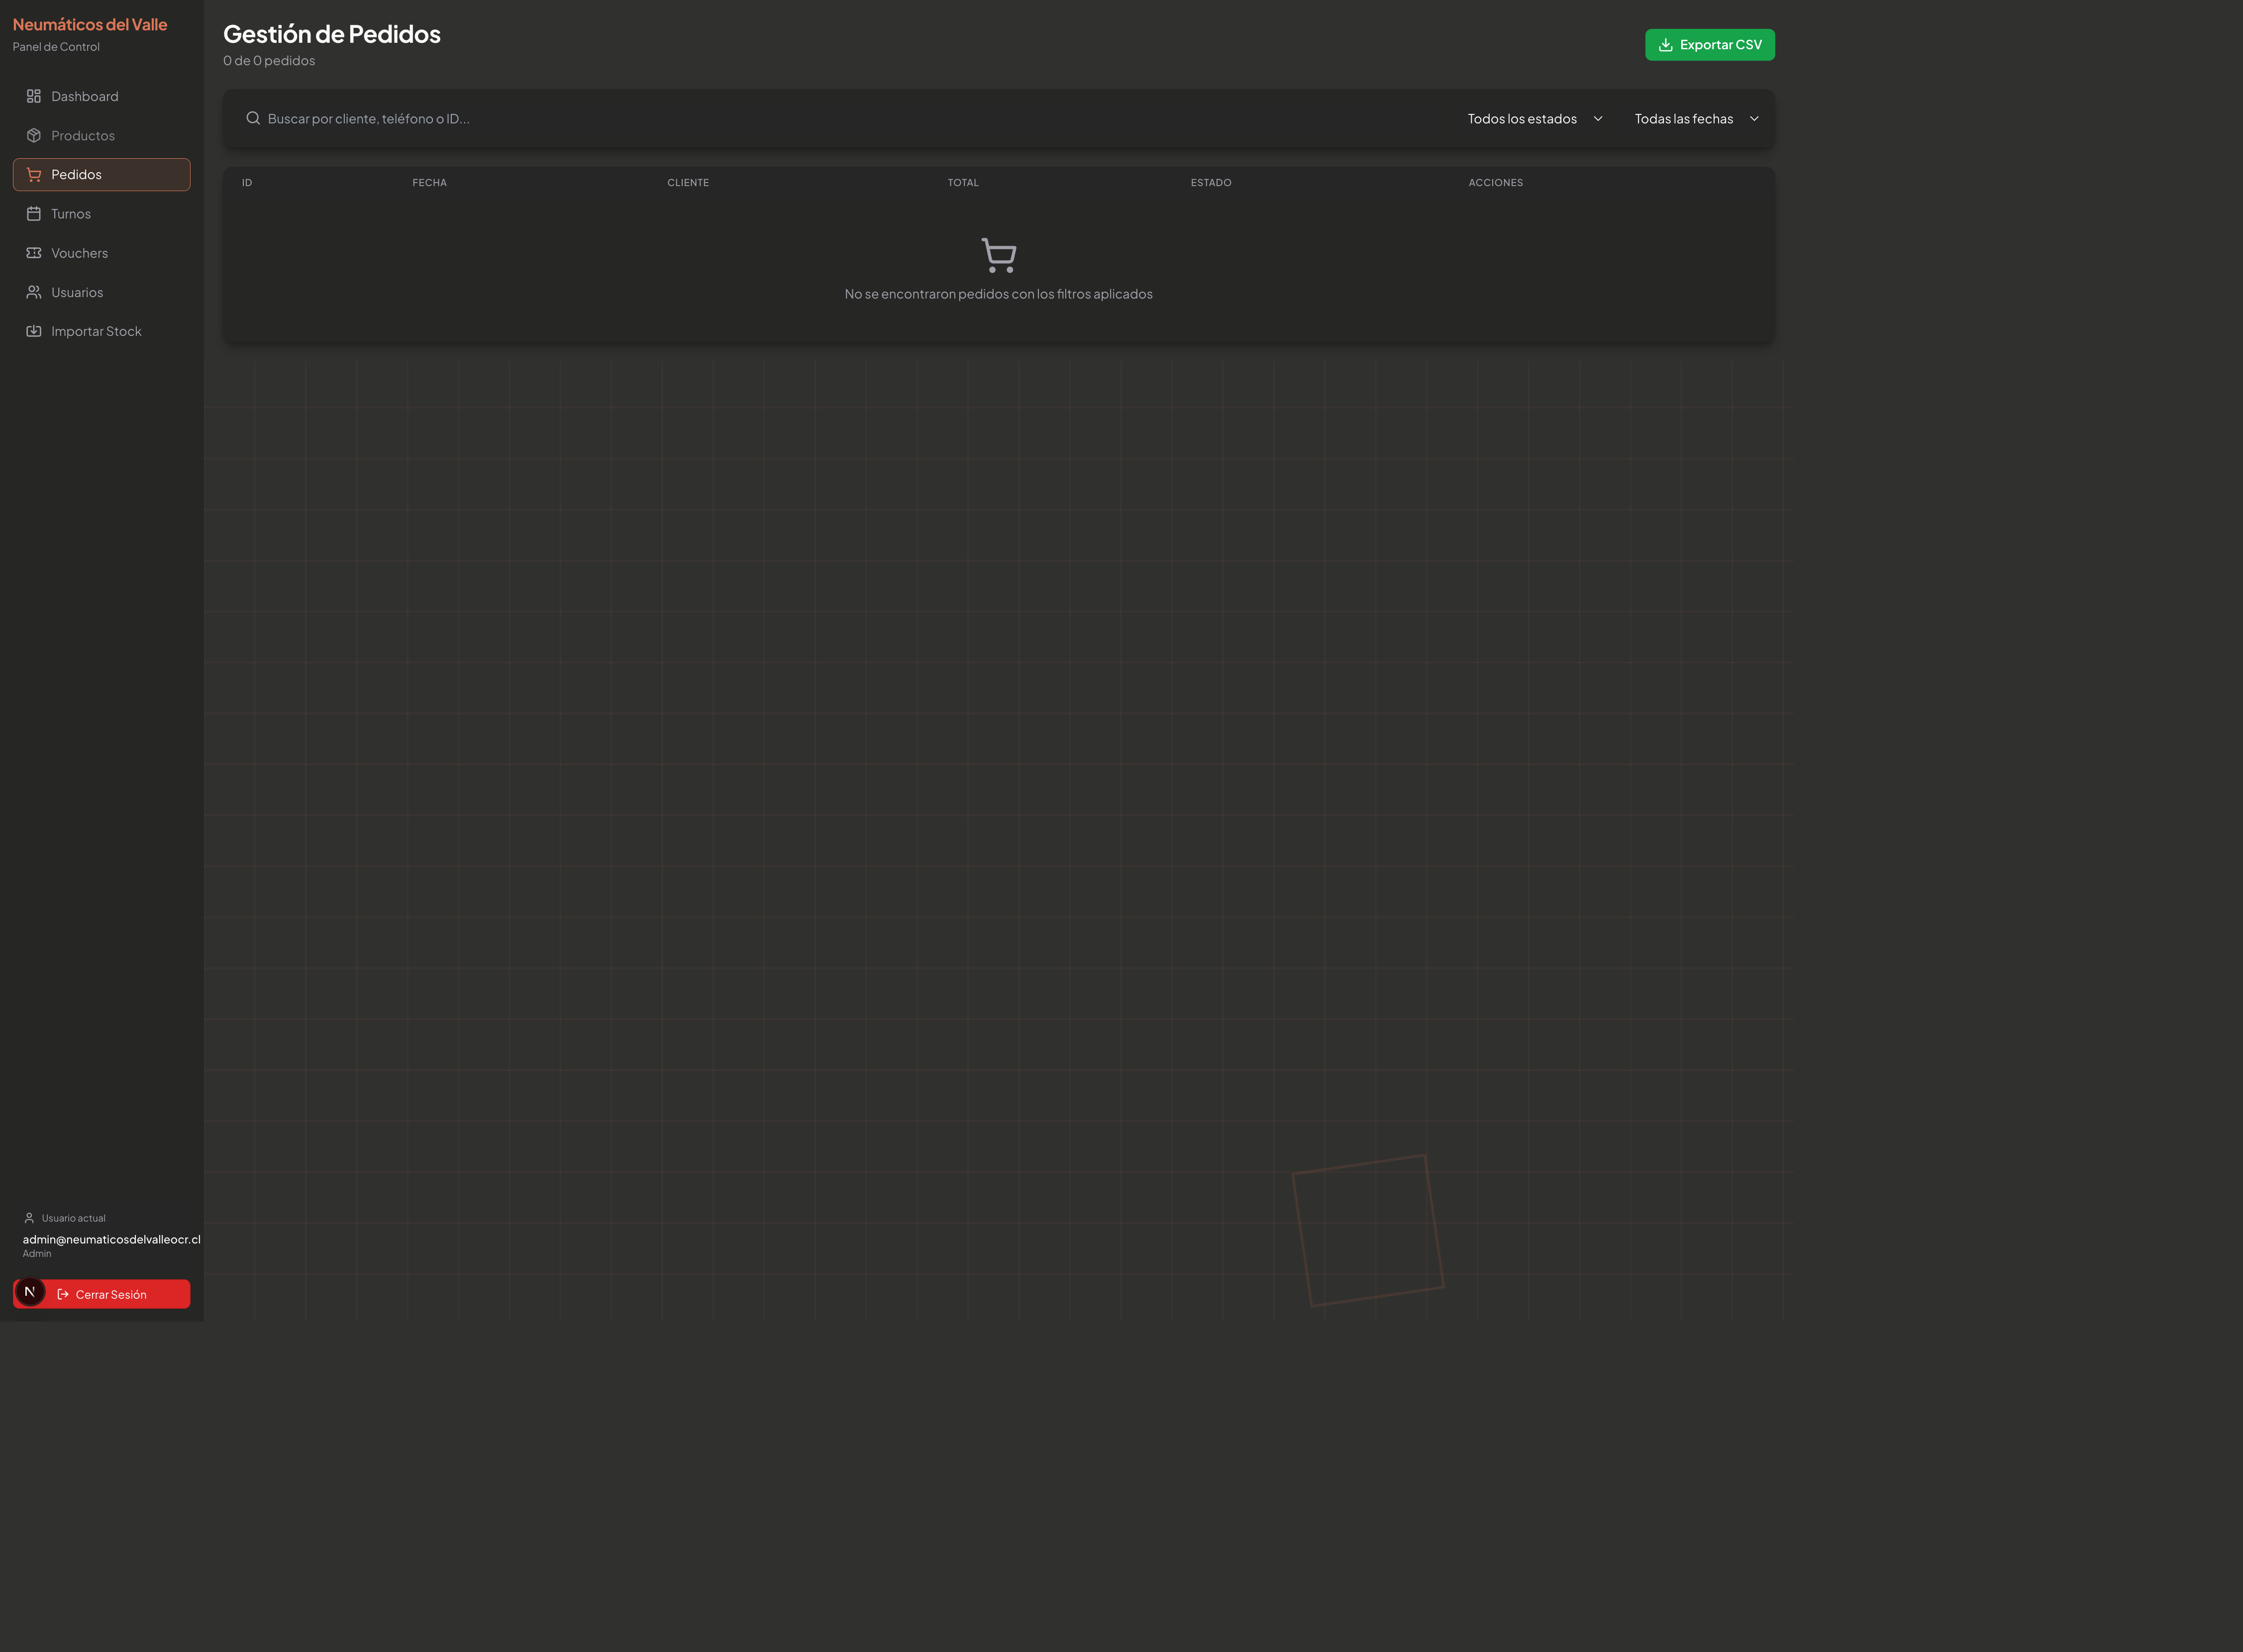 Neumáticos del Valle
Panel de Control
Dashboard
Productos
Pedidos
Turnos
Vouchers
Usuarios
Importar Stock
Usuario actual
admin@neumaticosdelvalleocr.cl
Admin
N
Cerrar Sesión
Gestión de Pedidos
0 de 0 pedidos
Exportar CSV
Buscar por cliente, teléfono o ID...
Todos los estados
Todas las fechas
ID FECHA CLIENTE TOTAL ESTADO ACCIONES
No se encontraron pedidos con los filtros aplicados